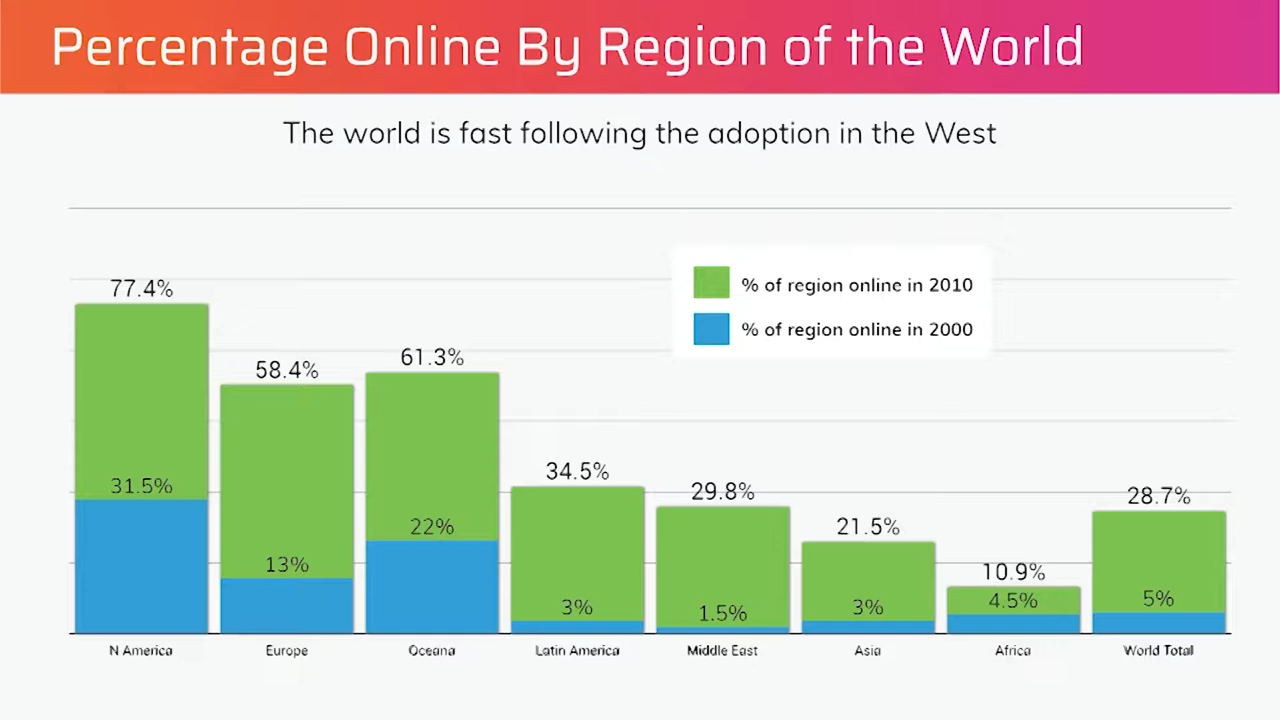 Percentage Online By Region of the World
The world is fast following the adoption in the West
% of region online in 2010
% of region online in 2000
77.4%
58.4%
61.3%
34.5%
29.8%
21.5%
10.9%
28.7%
31.5%
13%
22%
3%
1.5%
3%
4.5%
5%
N America
Europe
Oceana
Latin America
Middle East
Asia
Africa
World Total